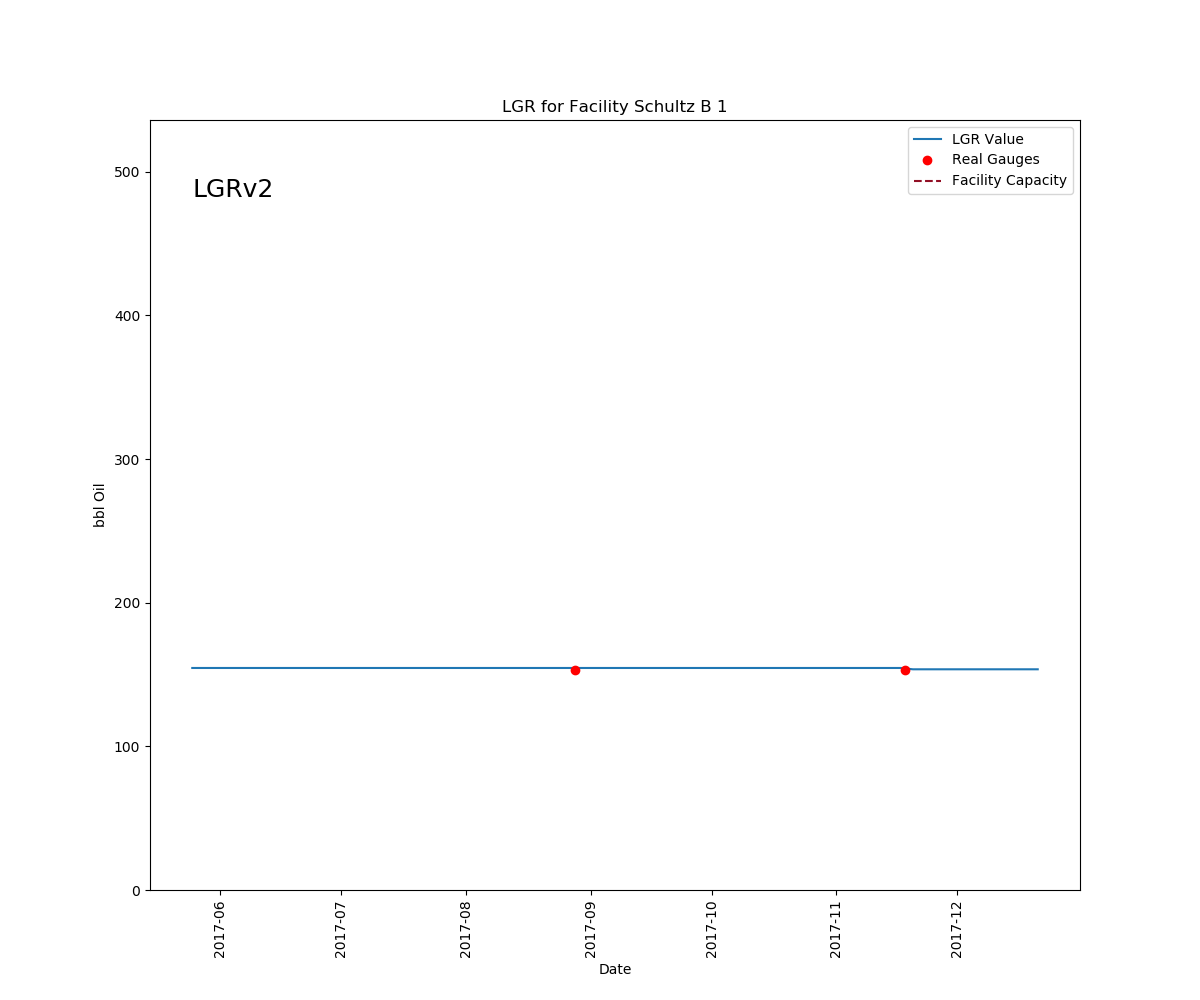 LGR for Facility Schultz B 1
LGRv2
LGR Value
Real Gauges
Facility Capacity
500
400
300
200
100
0
bbl Oil
2017-06
2017-07
2017-08
2017-09
2017-10
2017-11
2017-12
Date